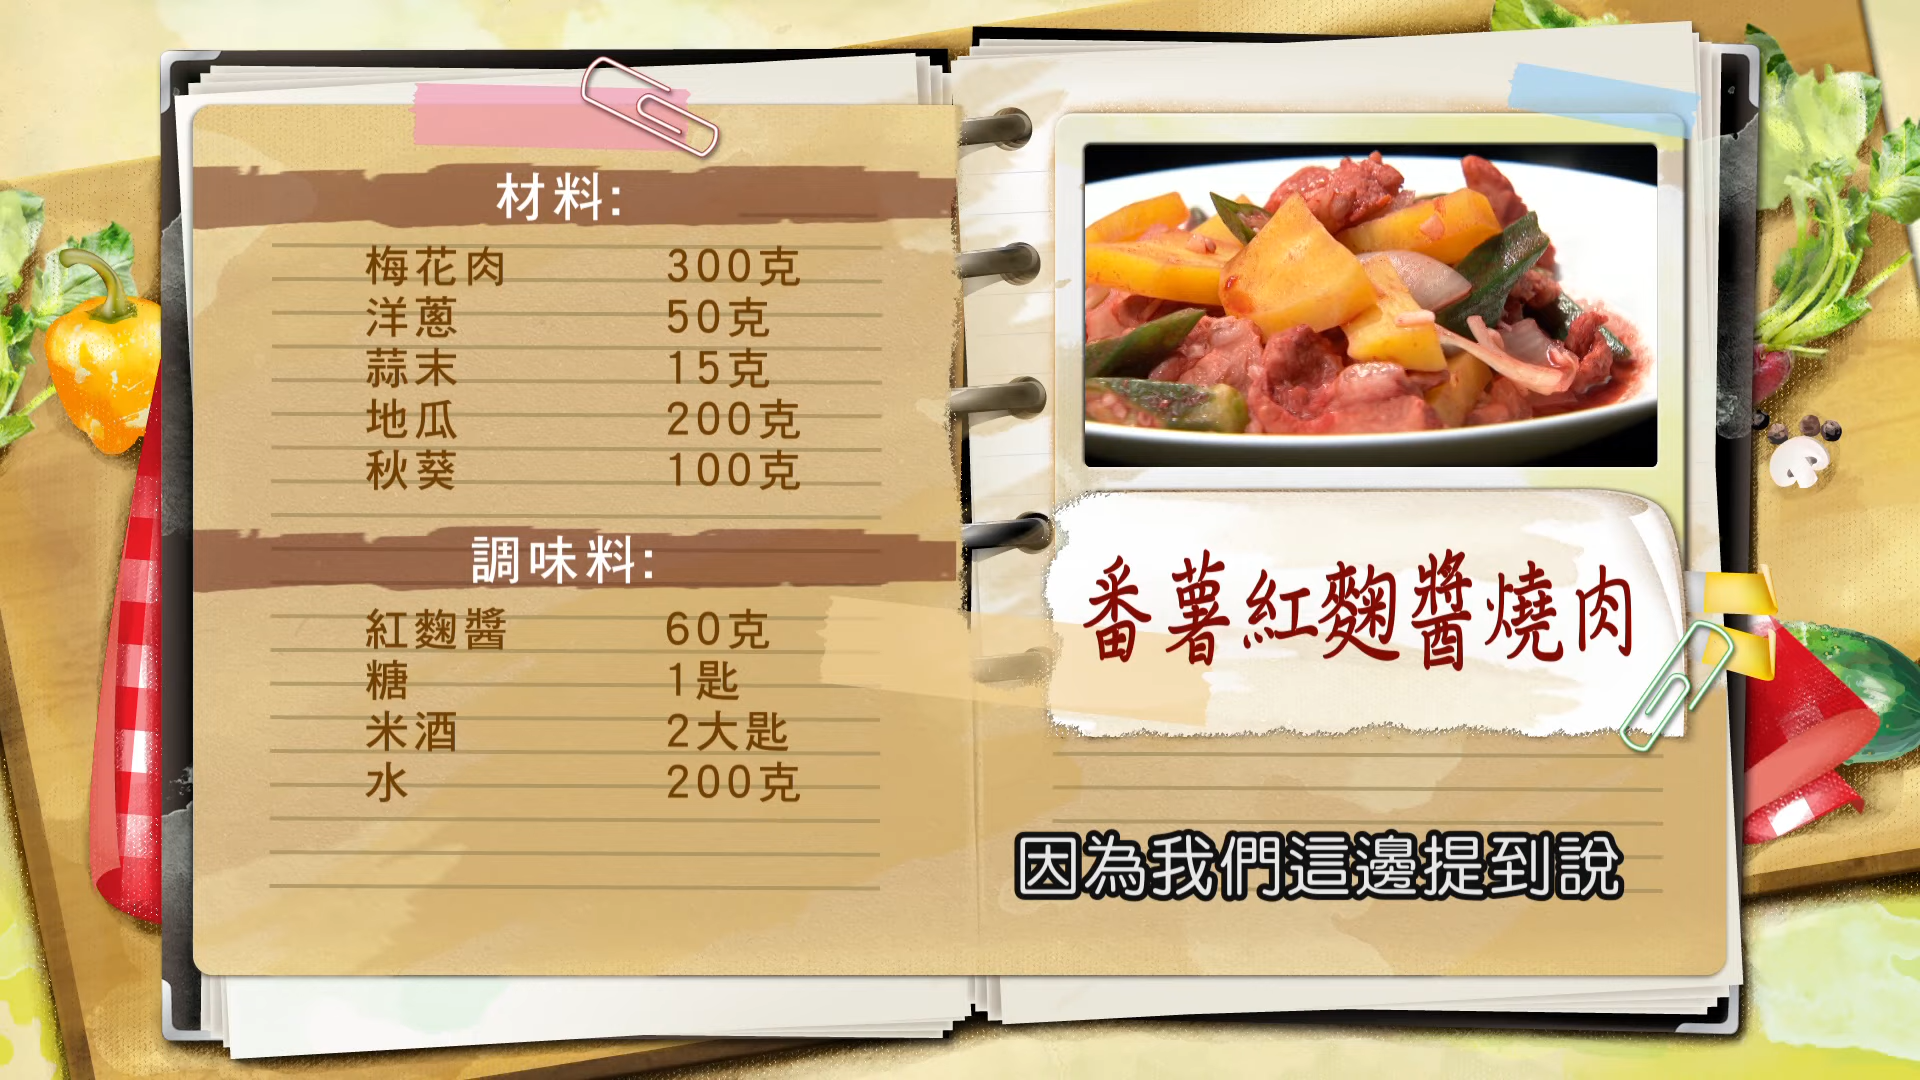 材料:
梅花肉 300克
洋蔥 50克
蒜末 15克
地瓜 200克
秋葵 100克
調味料:
紅麴醬 60克
糖 1匙
米酒 2大匙
水 200克
番薯紅麴醬燒肉
因為我們這邊提到說